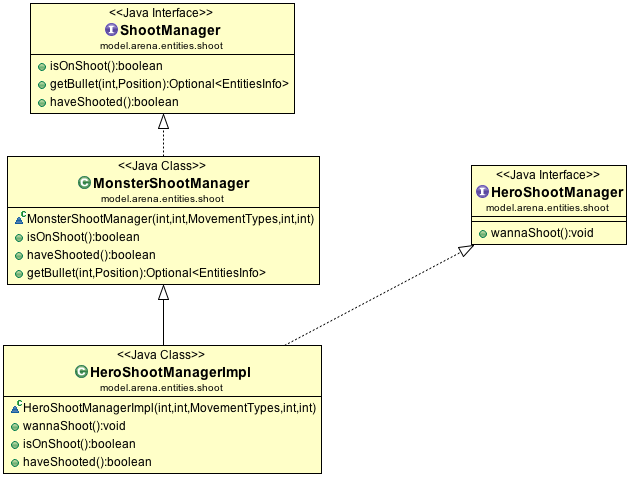 <<Java Interface>>
ShootManager
model.arena.entities.shoot
isOnShoot():boolean
getBullet(int,Position):Optional<EntitiesInfo>
haveShooted():boolean
<<Java Class>>
MonsterShootManager
model.arena.entities.shoot
MonsterShootManager(int,int,MovementTypes,int,int)
isOnShoot():boolean
haveShooted():boolean
getBullet(int,Position):Optional<EntitiesInfo>
<<Java Interface>>
HeroShootManager
model.arena.entities.shoot
wannaShoot():void
<<Java Class>>
HeroShootManagerImpl
model.arena.entities.shoot
HeroShootManagerImpl(int,int,MovementTypes,int,int)
wannaShoot():void
isOnShoot():boolean
haveShooted():boolean